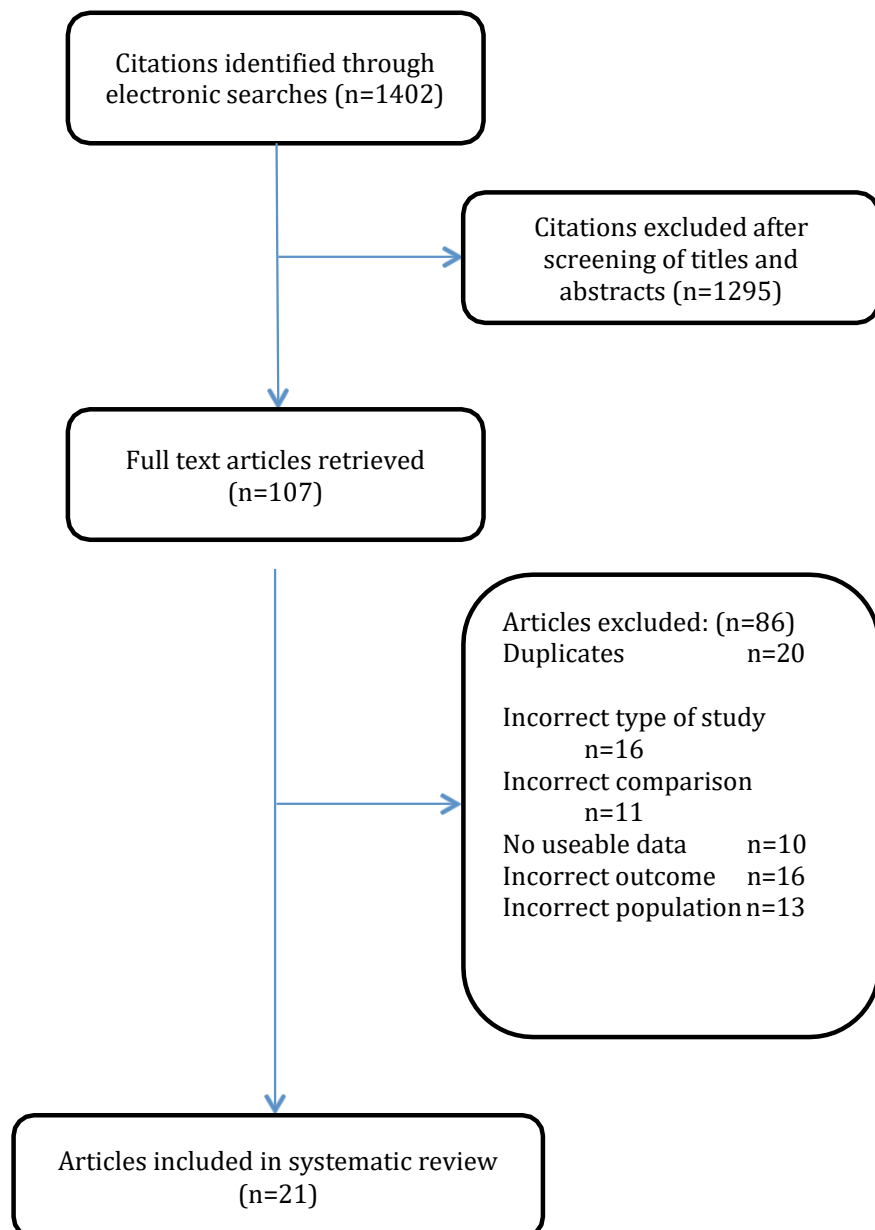 Citations identified through
electronic searches (n=1402)
Citations excluded after
screening of titles and
abstracts (n=1295)
Full text articles retrieved
(n=107)
Articles excluded: (n=86)
Duplicates n=20
Incorrect type of study
n=16
Incorrect comparison
n=11
No useable data n=10
Incorrect outcome n=16
Incorrect population n=13
Articles included in systematic review
(n=21)